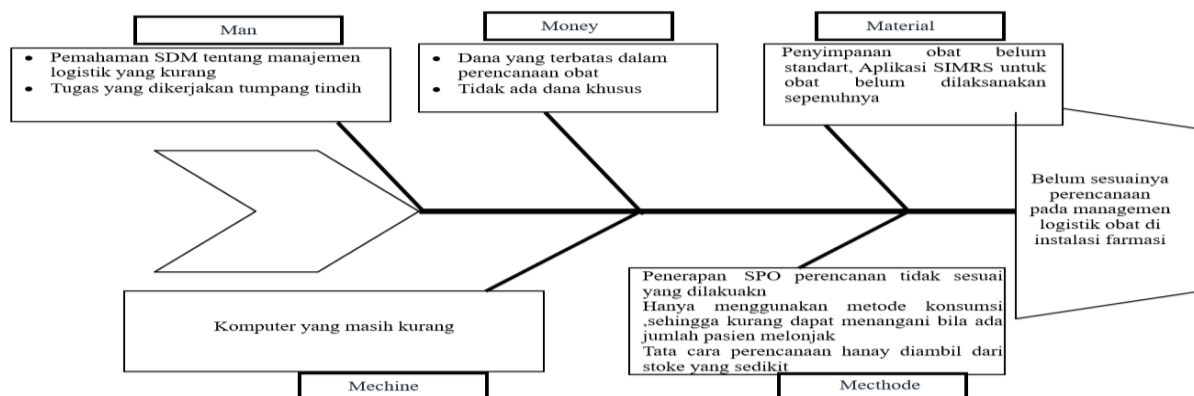 Man
Pemahaman SDM tentang manajemen
logistik yang kurang
Tugas yang dikerjakan tumpang tindih
Money
Dana yang terbatas dalam
perencanaan obat
Tidak ada dana khusus
Material
Penyimpanan obat belum
standart, Aplikasi SIMRS untuk
obat belum dilaksanakan
sepenuhnya
Belum sesuainya
perencanaan
pada managemen
logistik obat di
instalasi farmasi
Komputer yang masih kurang
Mechine
Penerapan SPO perencanan tidak sesuai
yang dilakuakn
Hanya menggunakan metode konsumsi
,sehingga kurang dapat menangani bila ada
jumlah pasien melonjak
Tata cara perencanaan hanay diambil dari
stoke yang sedikit
Mecthode